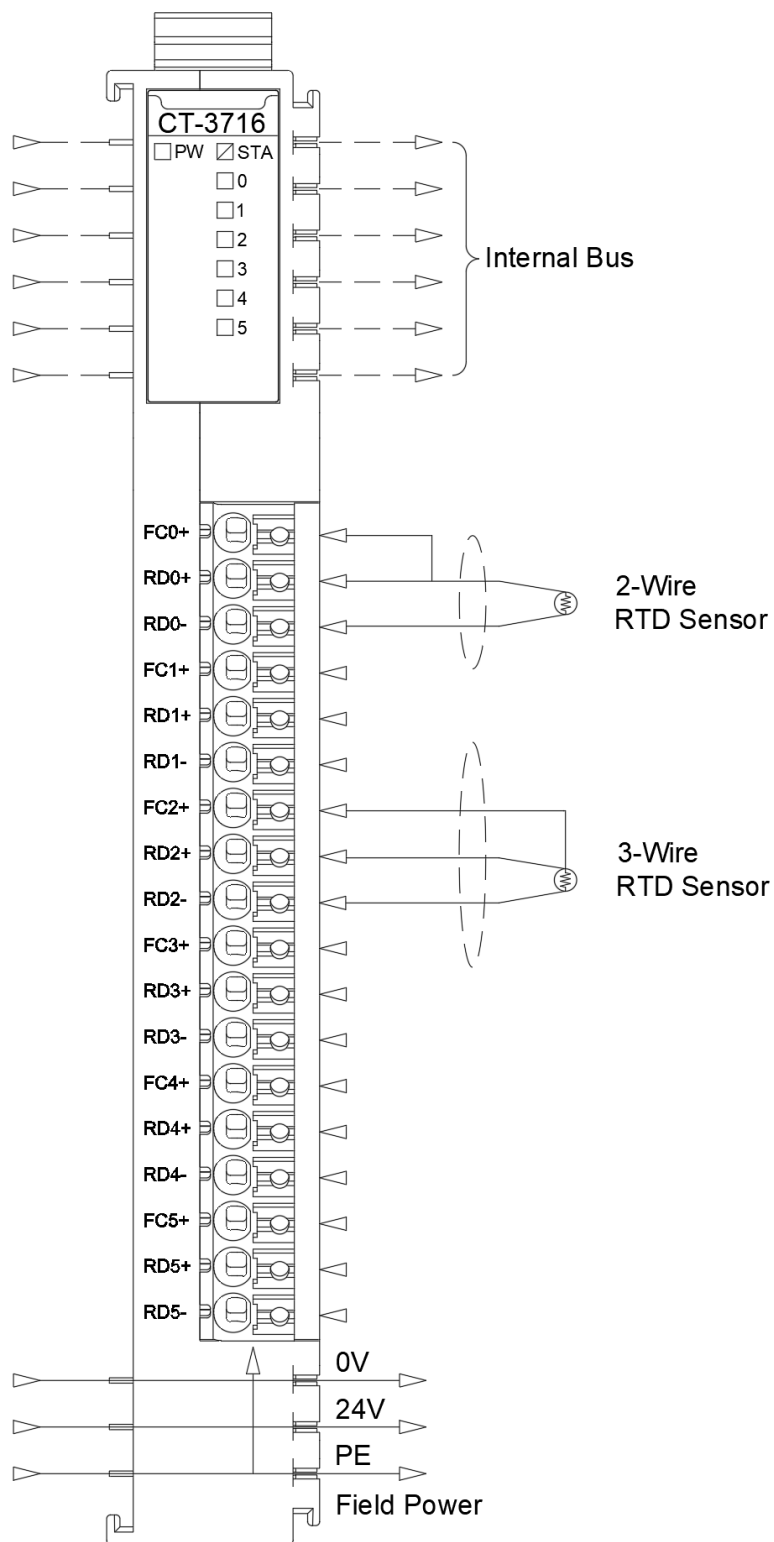 CT-3716
PW STA
0
1
2
3
4
5
Internal Bus
FC0+
RD0+
RD0-
2-Wire
RTD Sensor
FC1+
RD1+
RD1-
FC2+
RD2+
RD2-
3-Wire
RTD Sensor
FC3+
RD3+
RD3-
FC4+
RD4+
RD4-
FC5+
RD5+
RD5-
0V
24V
PE
Field Power